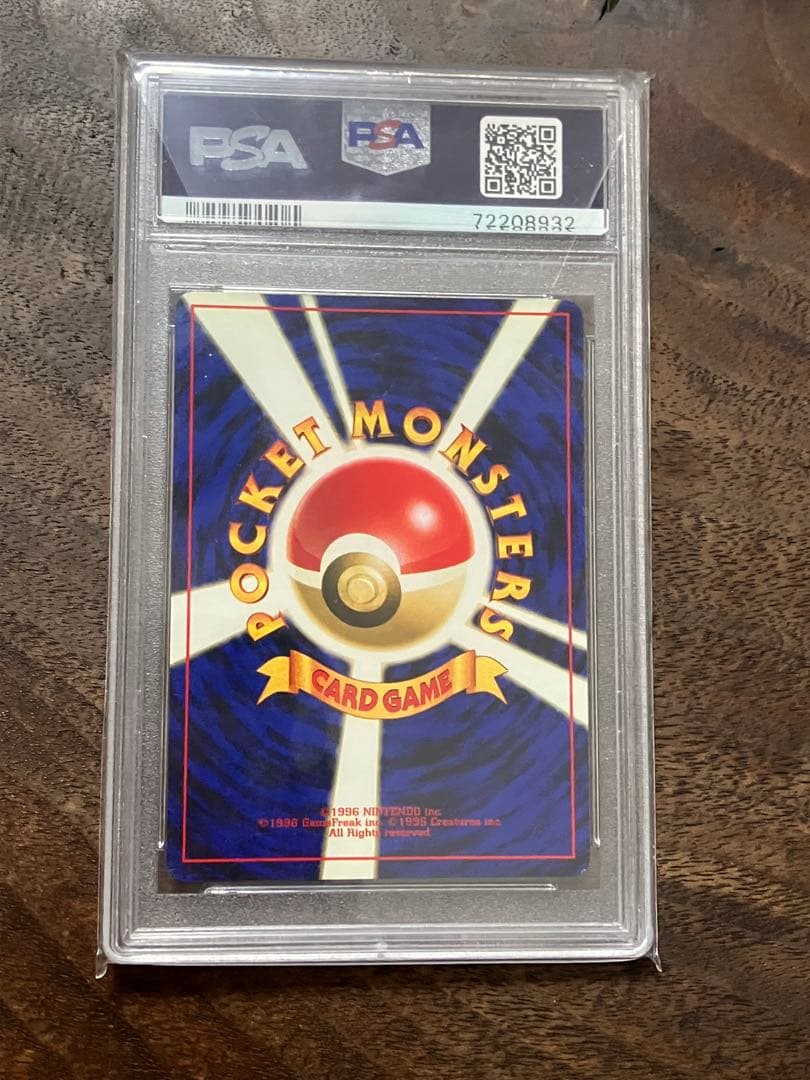 PSA PSA
72208932
POCKET MONSTERS
CARD GAME
©1996 NINTENDO inc.
©1996 GameFreak inc. ©1996 Creatures inc.
All Rights reserved